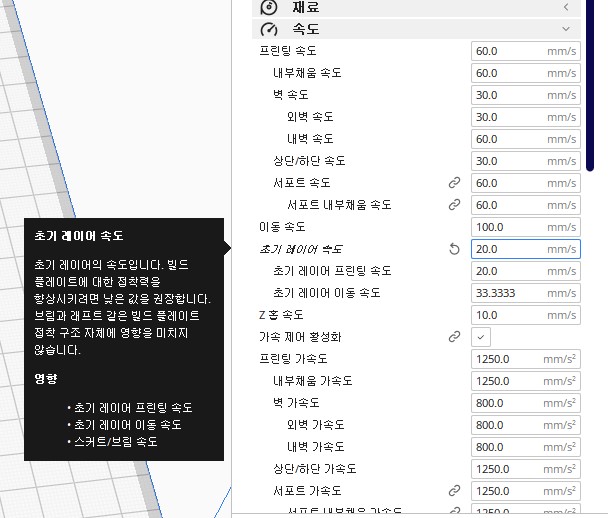 재료
속도
프린팅 속도 60.0 mm/s
내부채움 속도 60.0 mm/s
벽 속도 30.0 mm/s
외벽 속도 30.0 mm/s
내벽 속도 60.0 mm/s
상단/하단 속도 30.0 mm/s
서포트 속도 60.0 mm/s
서포트 내부채움 속도 60.0 mm/s
이동 속도 100.0 mm/s
초기 레이어 속도 20.0 mm/s
초기 레이어 프린팅 속도 20.0 mm/s
초기 레이어 이동 속도 33.3333 mm/s
Z 홉 속도 10.0 mm/s
가속 제어 활성화
프린팅 가속도 1250.0 mm/s²
내부채움 가속도 1250.0 mm/s²
벽 가속도 800.0 mm/s²
외벽 가속도 800.0 mm/s²
내벽 가속도 800.0 mm/s²
상단/하단 가속도 1250.0 mm/s²
서포트 가속도 1250.0 mm/s²
서포트 내부채움 가속도 1250.0 mm/s²
초기 레이어 속도
초기 레이어의 속도입니다. 빌드
플레이트에 대한 접착력을
향상시키려면 낮은 값을 권장합니다.
브림과 래프트 같은 빌드 플레이트
접착 구조 자체에 영향을 미치지
않습니다.
영향
• 초기 레이어 프린팅 속도
• 초기 레이어 이동 속도
• 스커트/브림 속도